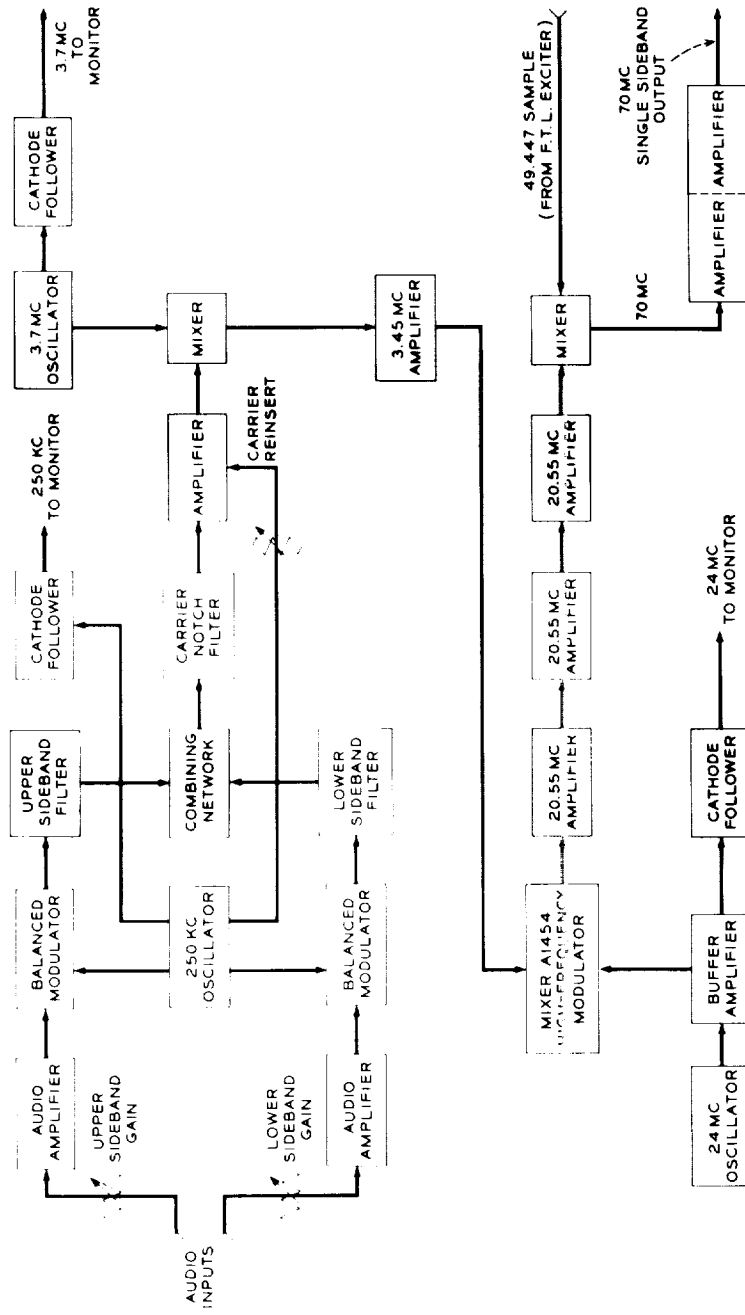 AUDIO
INPUTS
UPPER
SIDEBAND
GAIN
LOWER
SIDEBAND
GAIN
AUDIO
AMPLIFIER
BALANCED
MODULATOR
UPPER
SIDEBAND
FILTER
CATHODE
FOLLOWER
250 KC
TO MONITOR
3.7 MC
OSCILLATOR
CATHODE
FOLLOWER
3.7 MC
TO
MONITOR
250 KC
OSCILLATOR
COMBINING
NETWORK
CARRIER
NOTCH
FILTER
AMPLIFIER
MIXER
CARRIER
REINSERT
AUDIO
AMPLIFIER
BALANCED
MODULATOR
LOWER
SIDEBAND
FILTER
3.45 MC
AMPLIFIER
MIXER A1454
HIGH-FREQUENCY
MODULATOR
20.55 MC
AMPLIFIER
20.55 MC
AMPLIFIER
20.55 MC
AMPLIFIER
MIXER
49.447 SAMPLE
(FROM F.T.L. EXCITER)
70 MC
24 MC
OSCILLATOR
BUFFER
AMPLIFIER
CATHODE
FOLLOWER
24 MC
TO MONITOR
AMPLIFIER
AMPLIFIER
70 MC
SINGLE SIDEBAND
OUTPUT